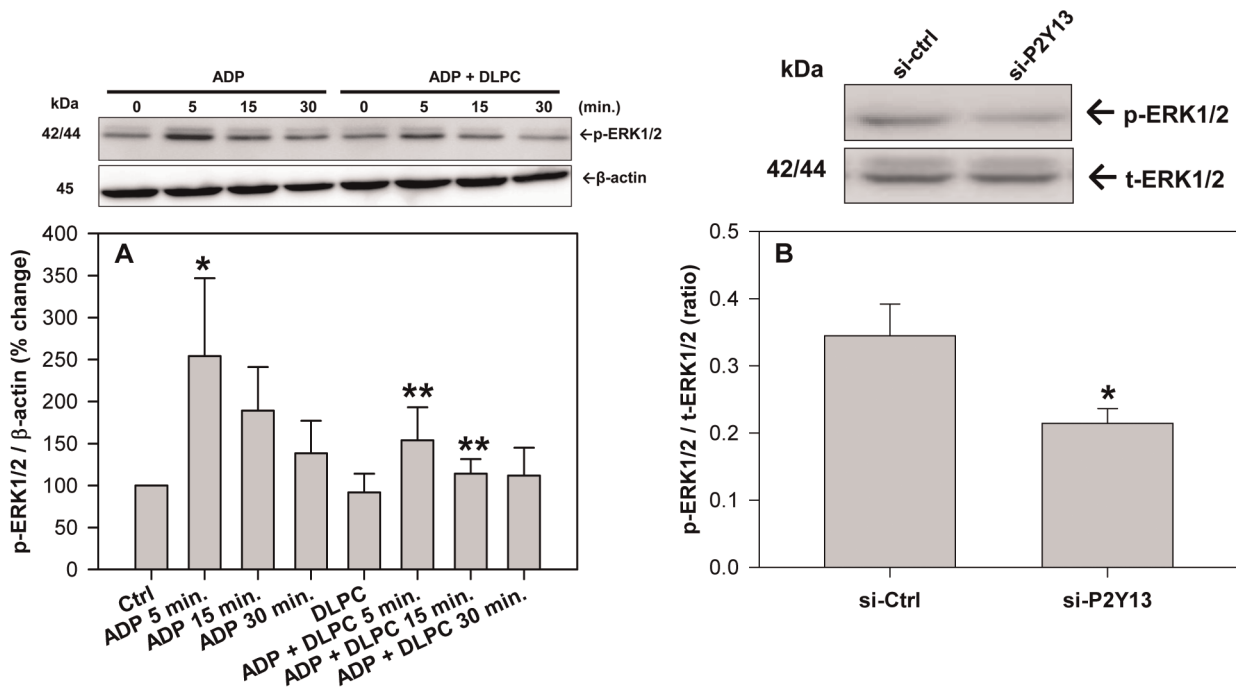 ADP ADP + DLPC
kDa 0 5 15 30 0 5 15 30 (min.)
42/44 ←p-ERK1/2
45 ←β-actin
A
p-ERK1/2 / β-actin (% change)
400
350
300
250
200
150
100
50
0
*
**
**
Ctrl
ADP 5 min.
ADP 15 min.
ADP 30 min.
DLPC
ADP + DLPC 5 min.
ADP + DLPC 15 min.
ADP + DLPC 30 min.
kDa si-ctrl si-P2Y13
← p-ERK1/2
42/44 ← t-ERK1/2
B
p-ERK1/2 / t-ERK1/2 (ratio)
0.5
0.4
0.3
0.2
0.1
0.0
*
si-Ctrl si-P2Y13